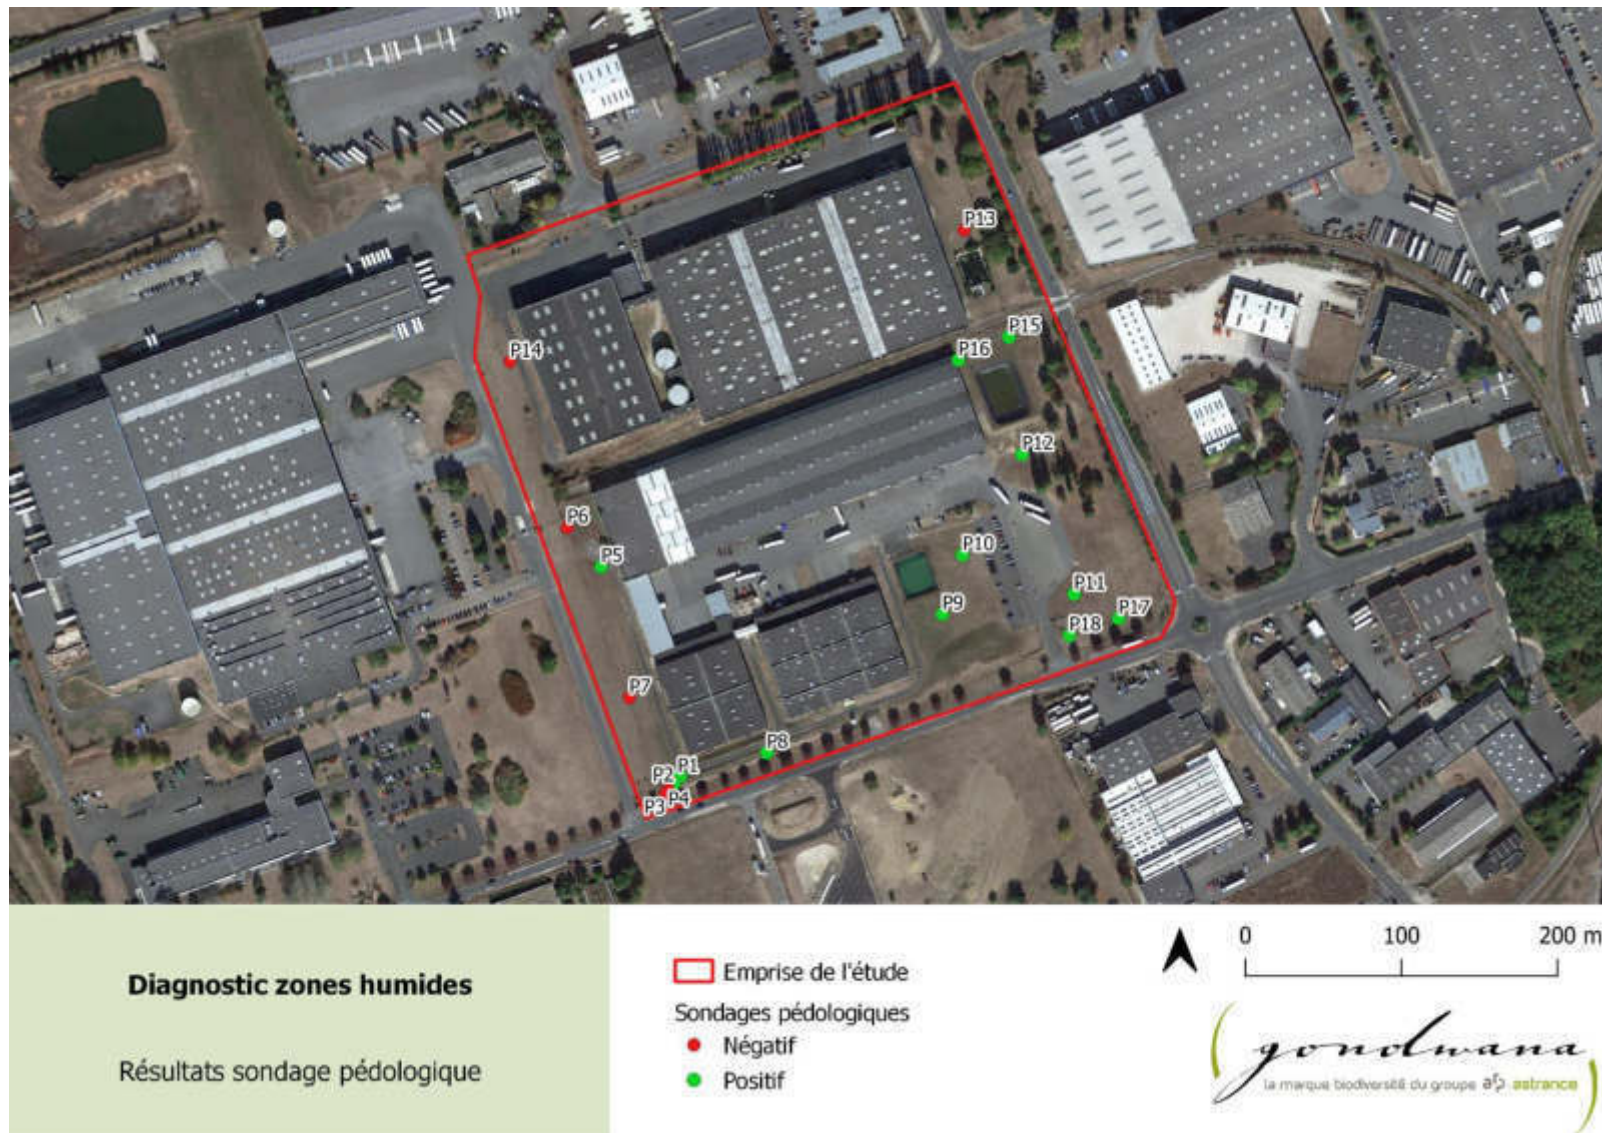 P13
P15
P16
P14
P12
P6
P5
P10
P11
P9
P17
P18
P7
P8
P1
P2
P4
P3
Diagnostic zones humides
Résultats sondage pédologique
Emprise de l'étude
Sondages pédologiques
Négatif
Positif
0 100 200 m
gondwana
la marque biodiversité du groupe afp astrance